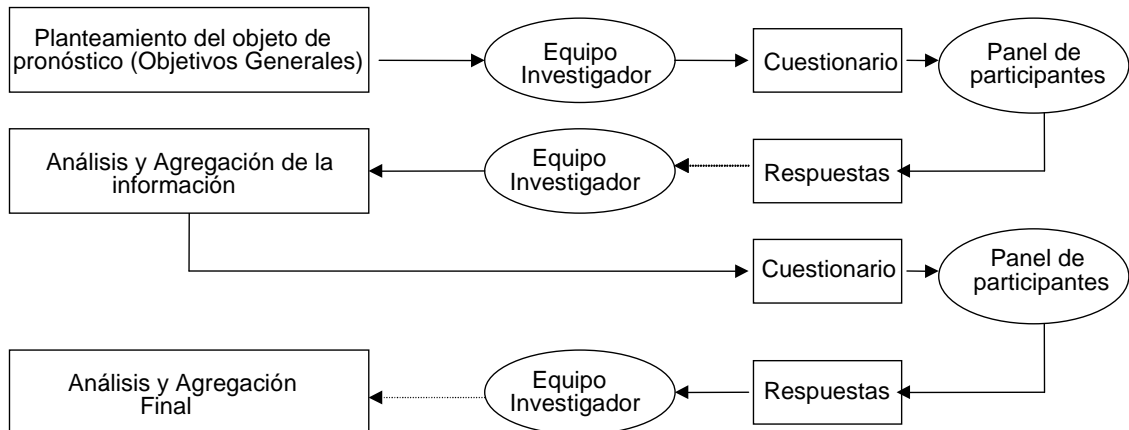 Planteamiento del objeto de
pronóstico (Objetivos Generales)
Equipo
Investigador
Cuestionario
Panel de
participantes
Análisis y Agregación de la
información
Equipo
Investigador
Respuestas
Cuestionario
Panel de
participantes
Análisis y Agregación
Final
Equipo
Investigador
Respuestas